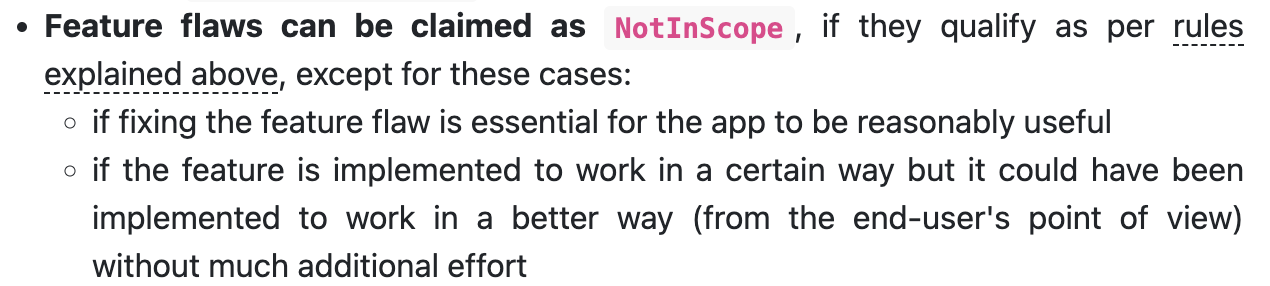 • Feature flaws can be claimed as NotInScope, if they qualify as per rules
explained above, except for these cases:
◦ if fixing the feature flaw is essential for the app to be reasonably useful
◦ if the feature is implemented to work in a certain way but it could have been
implemented to work in a better way (from the end-user's point of view)
without much additional effort